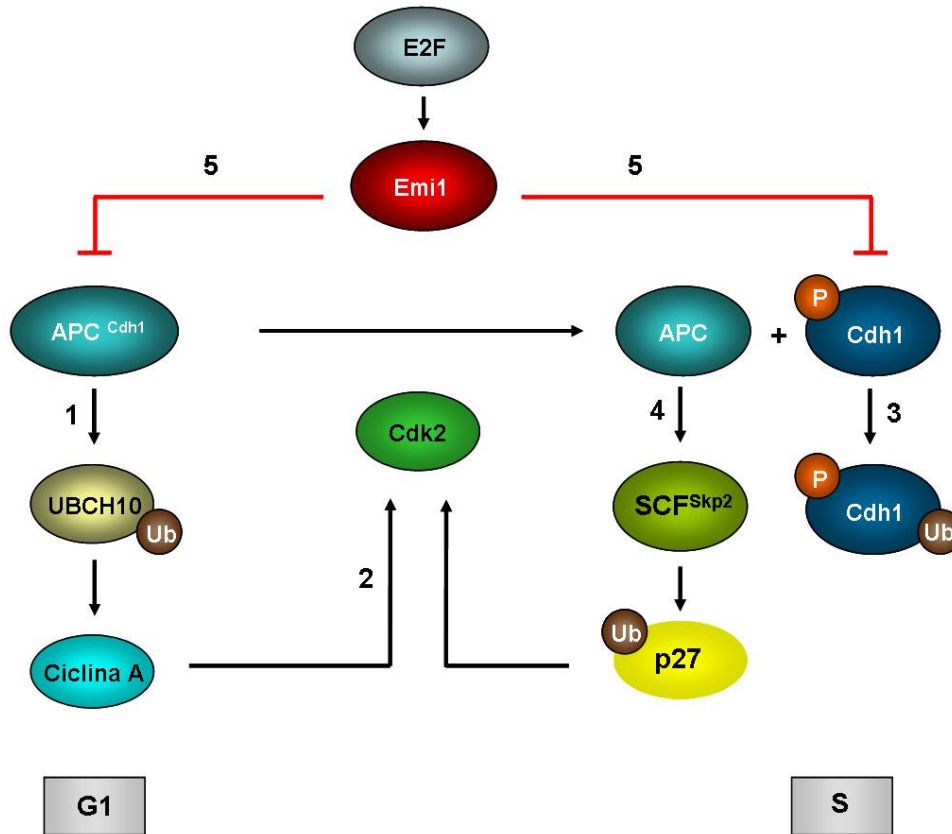 E2F
Emi1
5
5
APC Cdh1
APC
+
P
Cdh1
1
4
3
Cdk2
UBCH10
Ub
SCFSkp2
P
Cdh1
Ub
2
Ciclina A
Ub
p27
G1
S